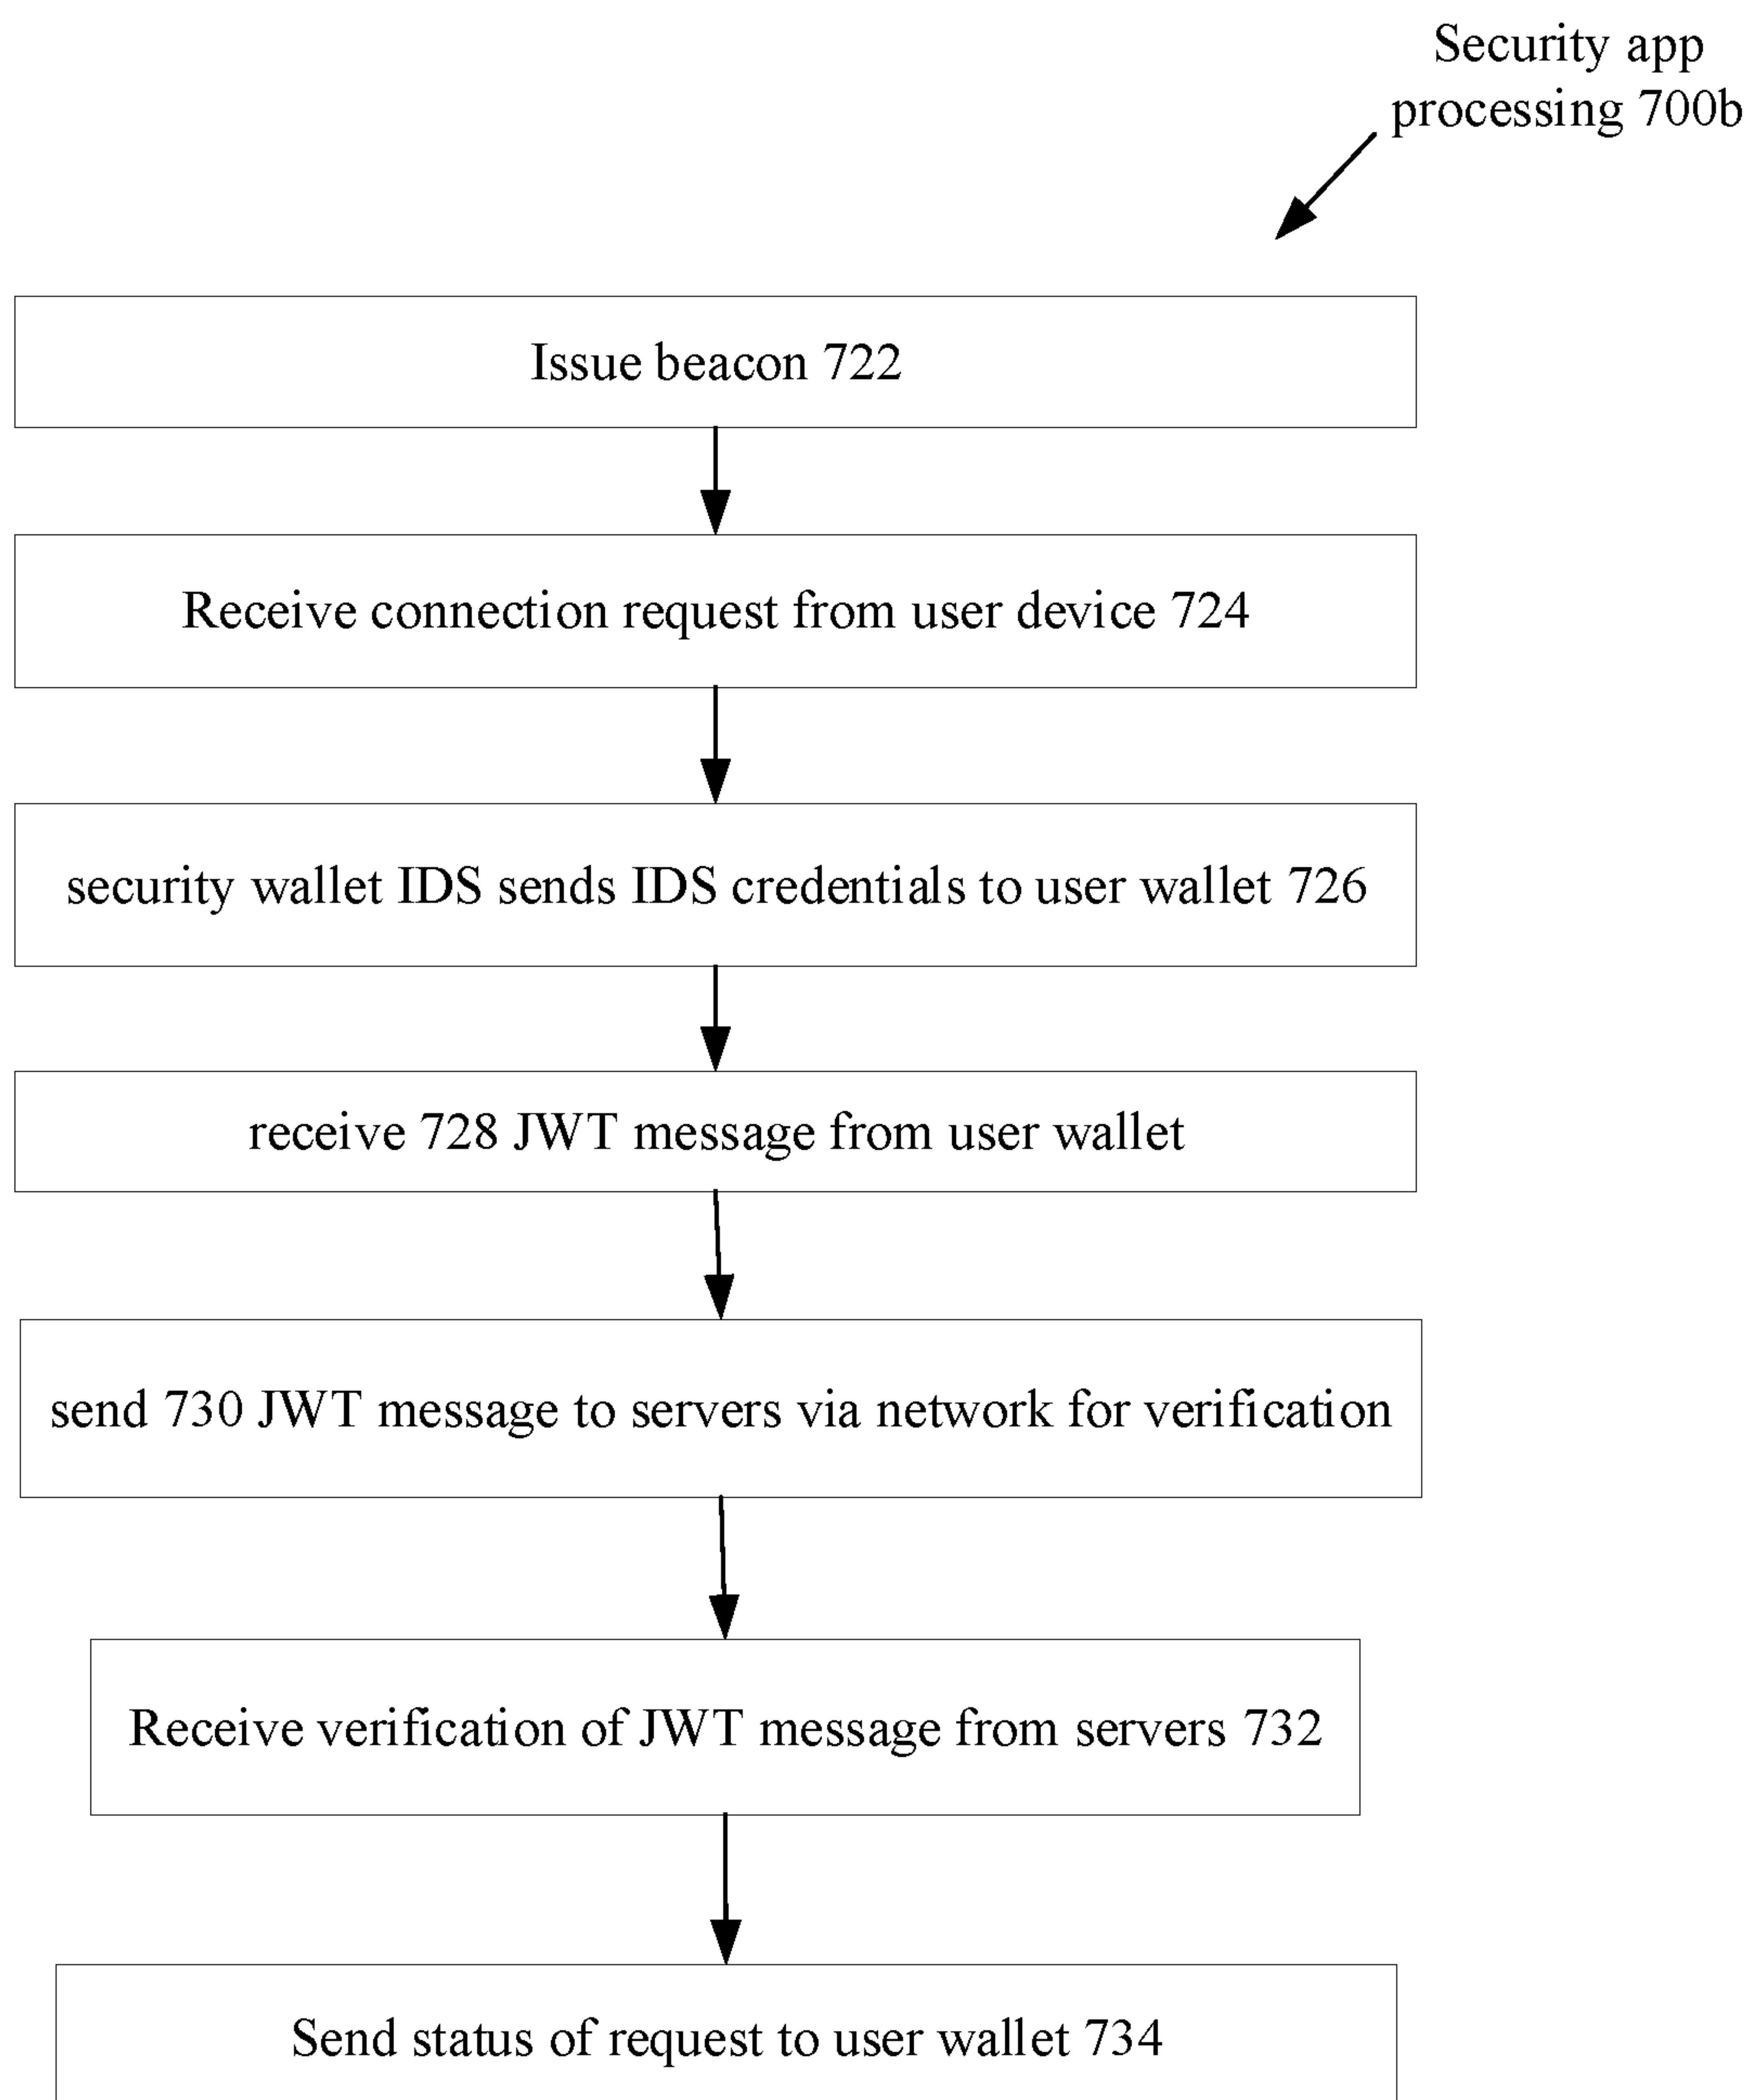 Security app
processing 700b
Issue beacon 722
Receive connection request from user device 724
security wallet IDS sends IDS credentials to user wallet 726
receive 728 JWT message from user wallet
send 730 JWT message to servers via network for verification
Receive verification of JWT message from servers 732
Send status of request to user wallet 734